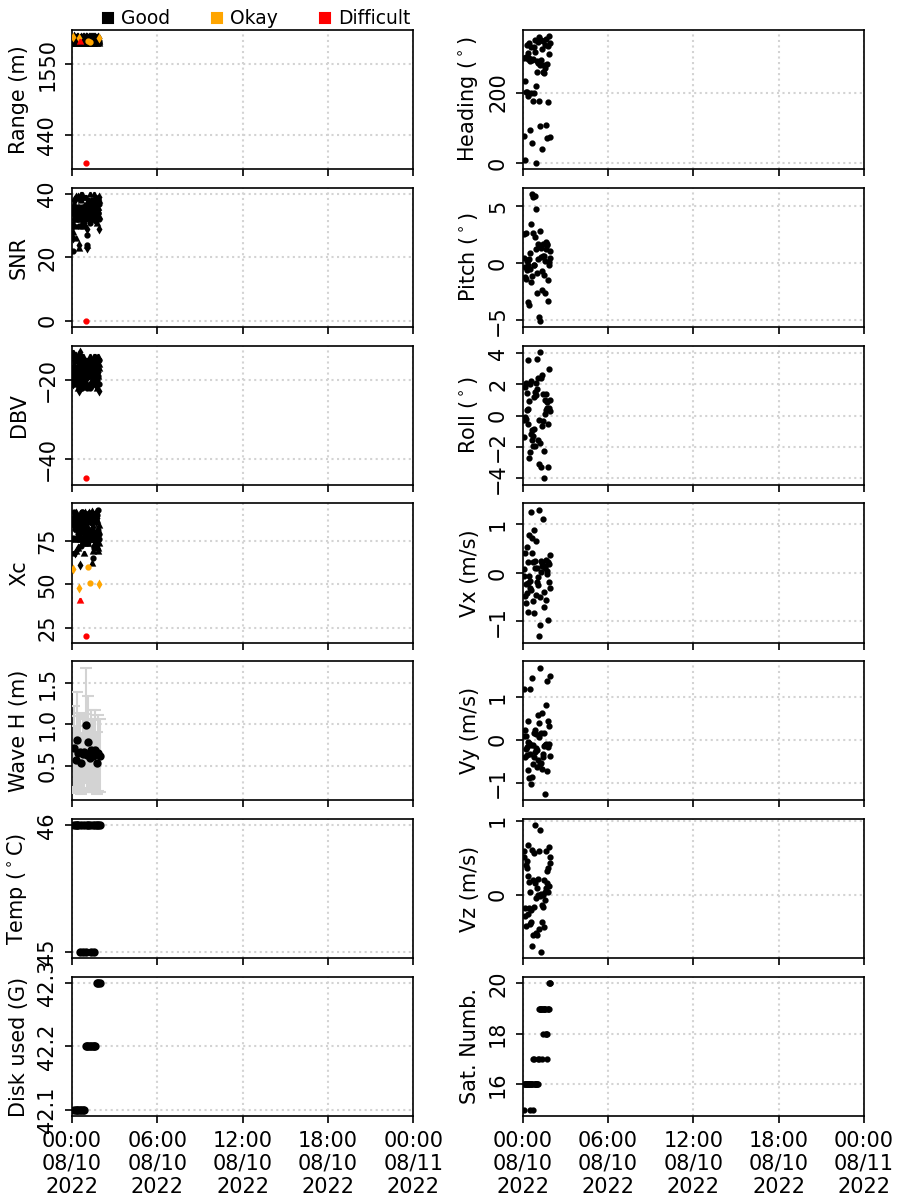 Good Okay Difficult
Range (m)
1550
440
Heading (°)
200
0
SNR
40
20
0
Pitch (°)
5
0
−5
DBV
−20
−40
Roll (°)
4
2
0
−2
−4
Xc
75
50
25
Vx (m/s)
1
0
−1
Wave H (m)
1.5
1.0
0.5
Vy (m/s)
1
0
−1
Temp (°C)
46
45
Vz (m/s)
1
0
Disk used (G)
42.3
42.2
42.1
Sat. Numb.
20
18
16
00:00 06:00 12:00 18:00 00:00 00:00 06:00 12:00 18:00 00:00
08/10 08/10 08/10 08/10 08/11 08/10 08/10 08/10 08/10 08/11
2022 2022 2022 2022 2022 2022 2022 2022 2022 2022